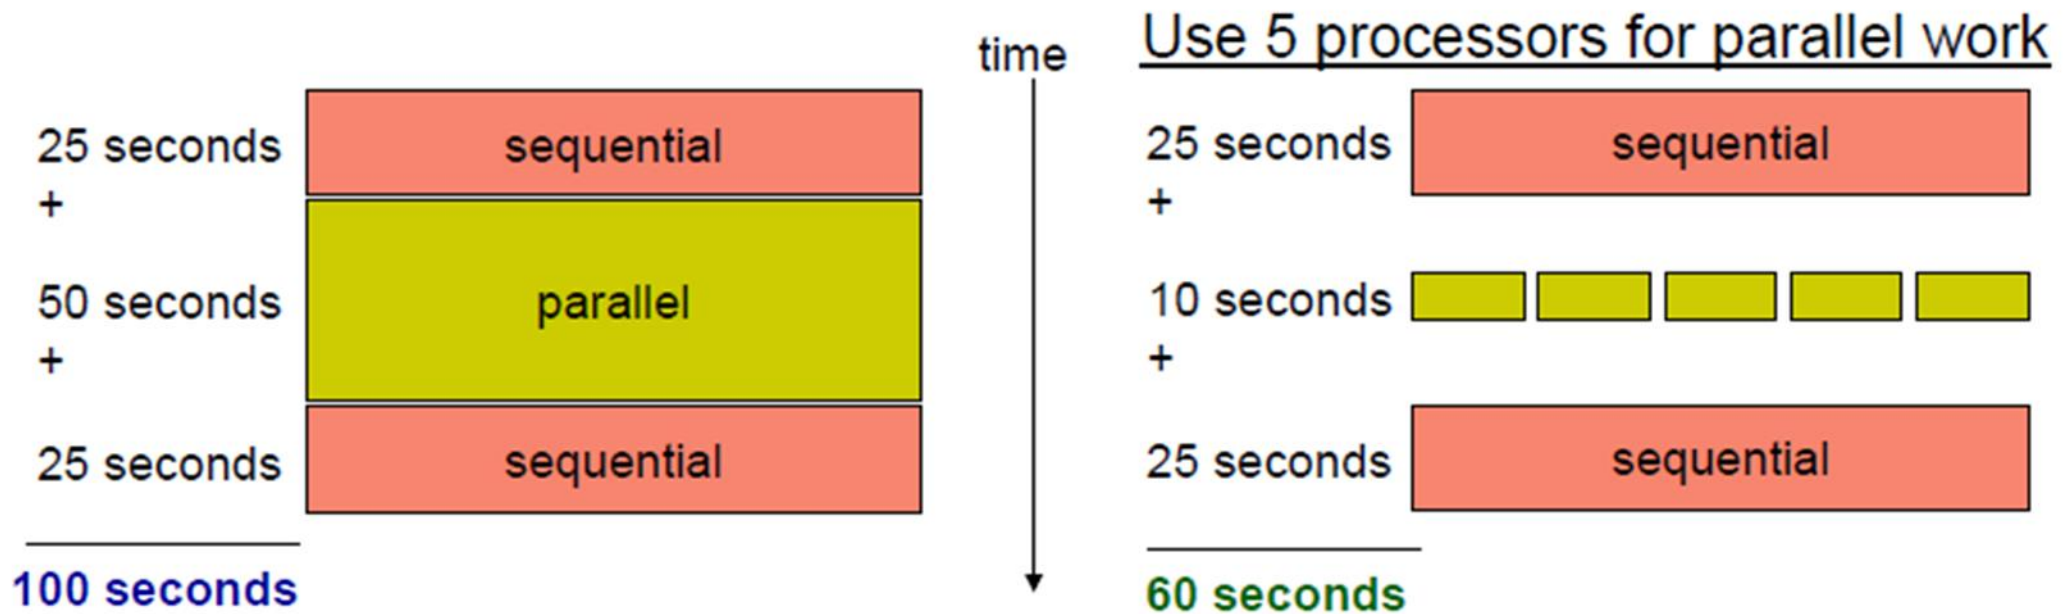 25 seconds
sequential
+
50 seconds
parallel
+
25 seconds
sequential
100 seconds
time
Use 5 processors for parallel work
25 seconds
sequential
+
10 seconds
+
25 seconds
sequential
60 seconds